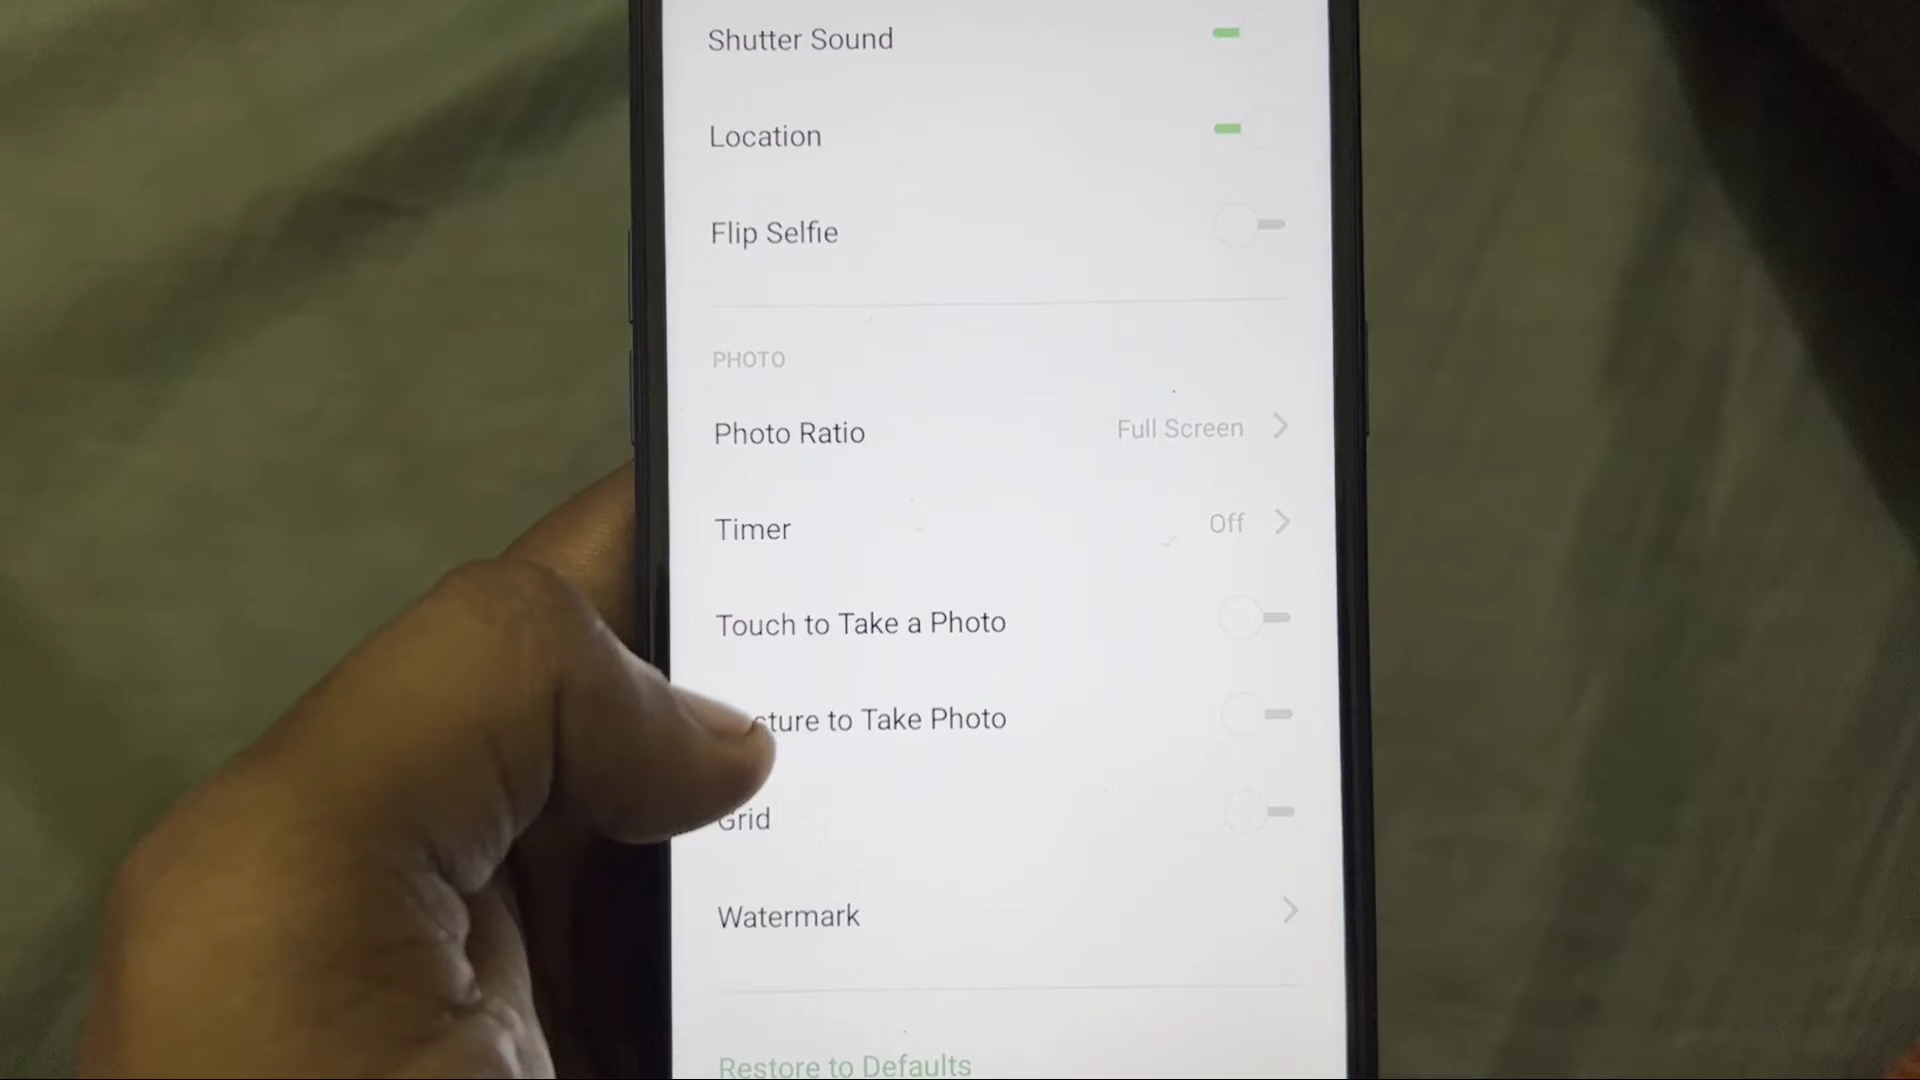 Shutter Sound
Location
Flip Selfie
PHOTO
Photo Ratio Full Screen
Timer Off
Touch to Take a Photo
cture to Take Photo
Grid
Watermark
Restore to Defaults